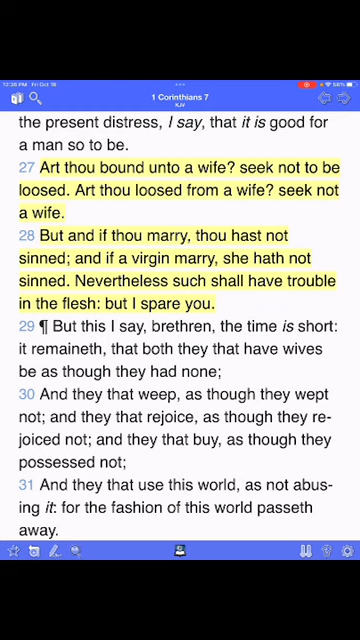 12:35 PM Fri Oct 18
56%
1 Corinthians 7
KJV
the present distress, I say, that it is good for
a man so to be.
27 Art thou bound unto a wife? seek not to be
loosed. Art thou loosed from a wife? seek not
a wife.
28 But and if thou marry, thou hast not
sinned; and if a virgin marry, she hath not
sinned. Nevertheless such shall have trouble
in the flesh: but I spare you.
29 ¶ But this I say, brethren, the time is short:
it remaineth, that both they that have wives
be as though they had none;
30 And they that weep, as though they wept
not; and they that rejoice, as though they re-
joiced not; and they that buy, as though they
possessed not;
31 And they that use this world, as not abus-
ing it: for the fashion of this world passeth
away.